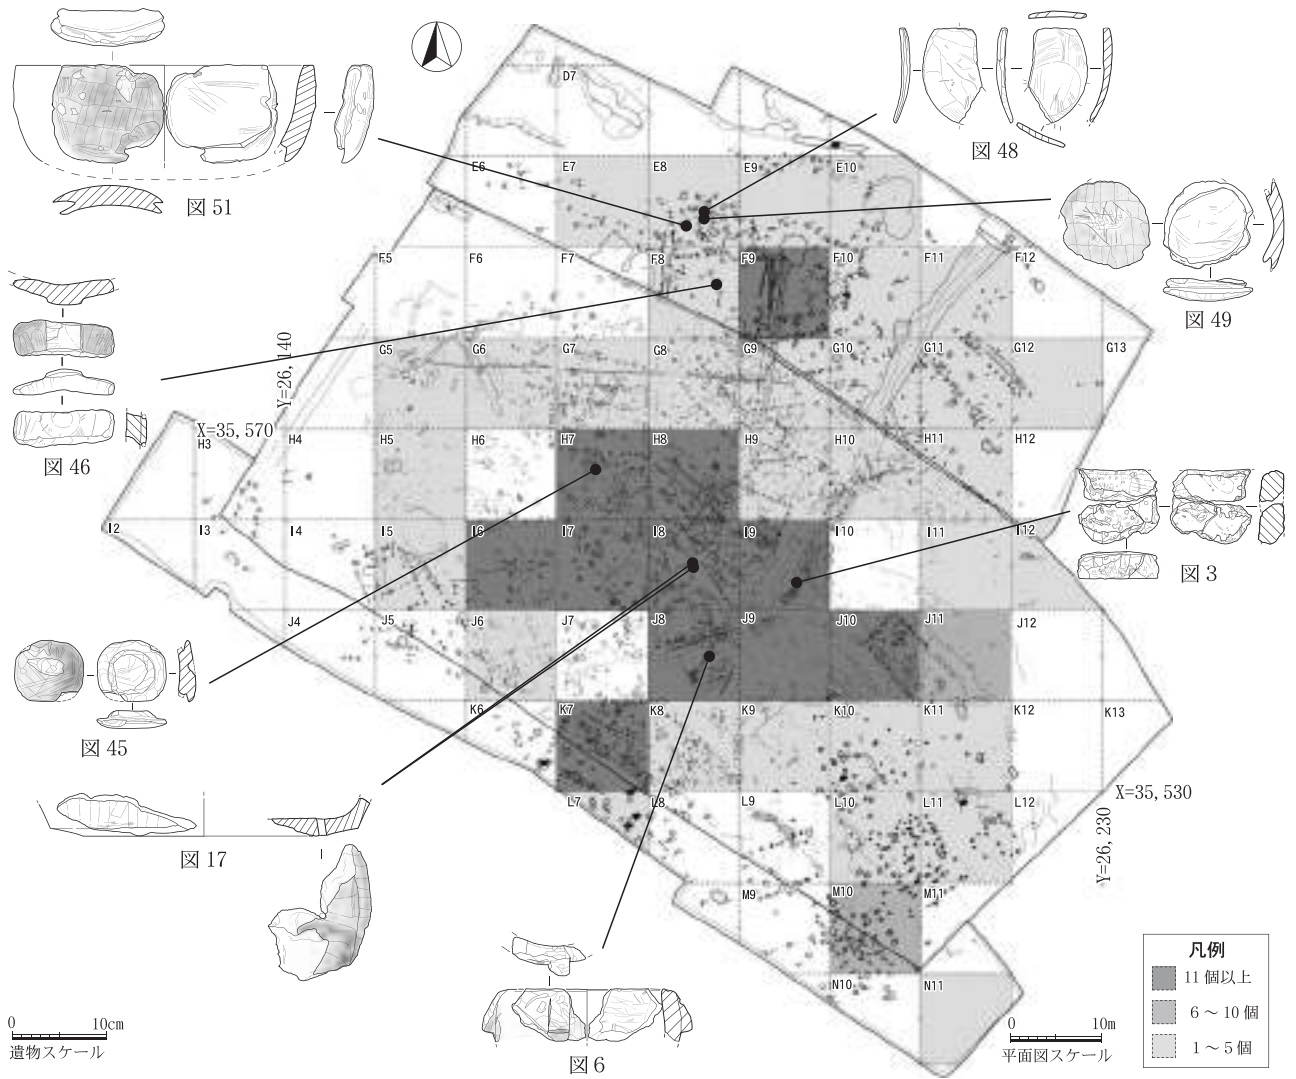 D7
E6 E7 E8 E9 E10
F5 F6 F7 F8 F9 F10 F11 F12
G5 G6 G7 G8 G9 G10 G11 G12 G13
H3 H4 H5 H6 H7 H8 H9 H10 H11 H12
I2 I3 I4 I5 I6 I7 I8 I9 I10 I11 I12
J4 J5 J6 J7 J8 J9 J10 J11 J12
K6 K7 K8 K9 K10 K11 K12 K13
L7 L8 L9 L10 L11 L12
M9 M10 M11
N10 N11
図 51
図 48
図 49
図 46
図 3
図 45
図 17
図 6
Y=26,140
X=35,570
X=35,530
Y=26,230
0 10cm
遺物スケール
0 10m
平面図スケール
凡例
11 個以上
6 ~ 10 個
1 ~ 5 個